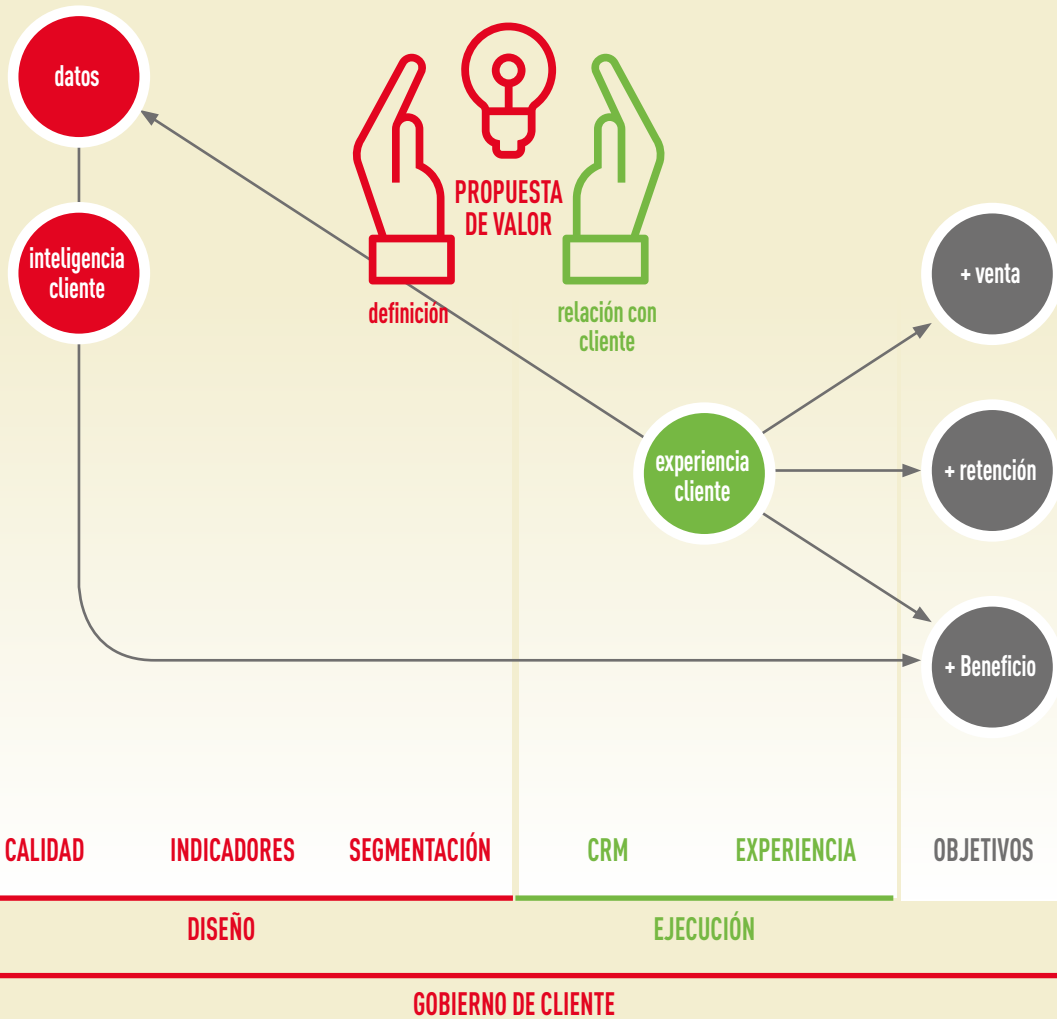 datos
PROPUESTA
DE VALOR
inteligencia
cliente
+ venta
definición
relación con
cliente
experiencia
cliente
+ retención
+ Beneficio
CALIDAD
INDICADORES
SEGMENTACIÓN
CRM
EXPERIENCIA
OBJETIVOS
DISEÑO
EJECUCIÓN
GOBIERNO DE CLIENTE